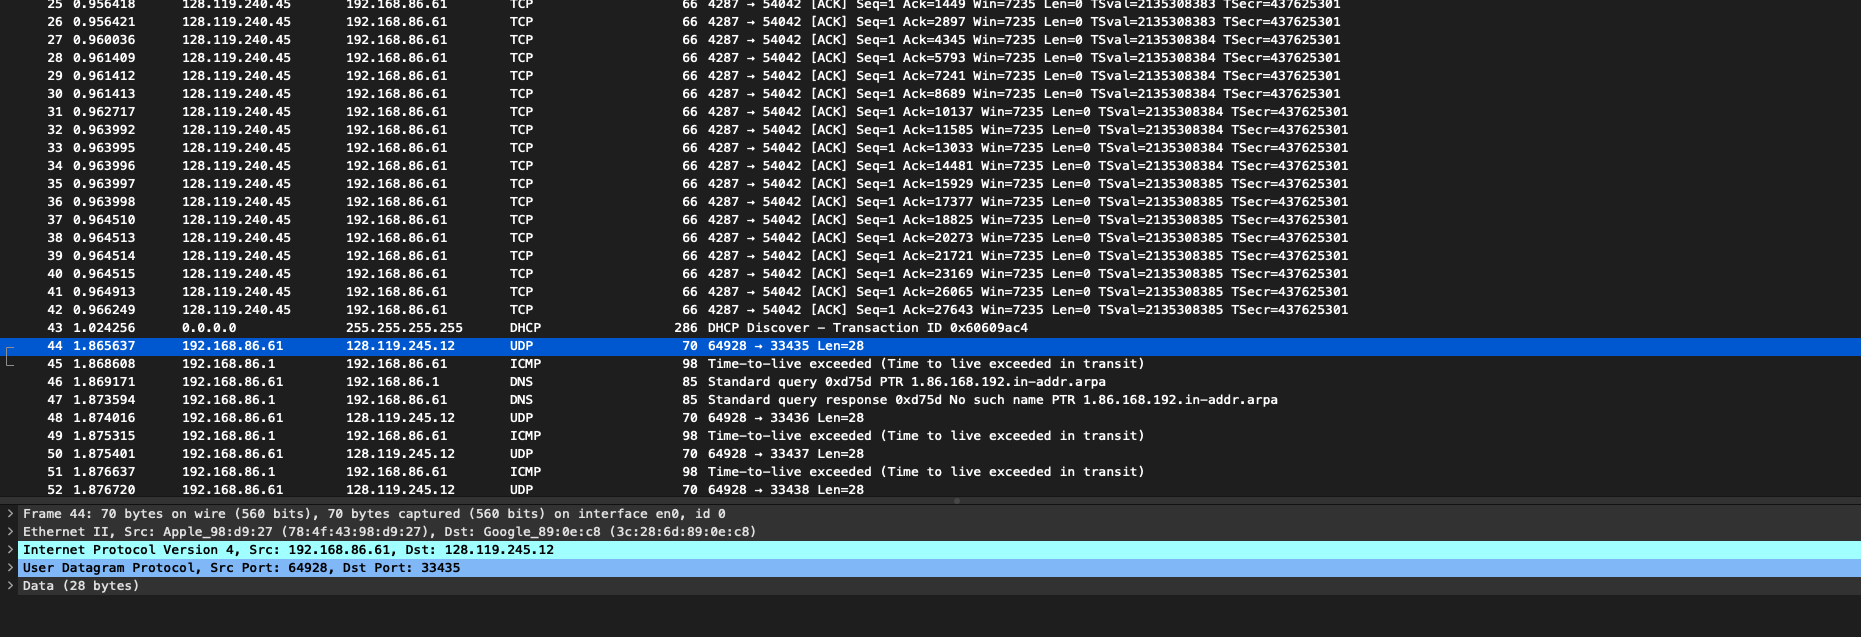 25 0.956418 128.119.240.45 192.168.86.61 TCP 66 4287 → 54042 [ACK] Seq=1 Ack=1449 Win=7235 Len=0 TSval=2135308383 TSecr=437625301
26 0.956421 128.119.240.45 192.168.86.61 TCP 66 4287 → 54042 [ACK] Seq=1 Ack=2897 Win=7235 Len=0 TSval=2135308383 TSecr=437625301
27 0.960036 128.119.240.45 192.168.86.61 TCP 66 4287 → 54042 [ACK] Seq=1 Ack=4345 Win=7235 Len=0 TSval=2135308384 TSecr=437625301
28 0.961409 128.119.240.45 192.168.86.61 TCP 66 4287 → 54042 [ACK] Seq=1 Ack=5793 Win=7235 Len=0 TSval=2135308384 TSecr=437625301
29 0.961412 128.119.240.45 192.168.86.61 TCP 66 4287 → 54042 [ACK] Seq=1 Ack=7241 Win=7235 Len=0 TSval=2135308384 TSecr=437625301
30 0.961413 128.119.240.45 192.168.86.61 TCP 66 4287 → 54042 [ACK] Seq=1 Ack=8689 Win=7235 Len=0 TSval=2135308384 TSecr=437625301
31 0.962717 128.119.240.45 192.168.86.61 TCP 66 4287 → 54042 [ACK] Seq=1 Ack=10137 Win=7235 Len=0 TSval=2135308384 TSecr=437625301
32 0.963992 128.119.240.45 192.168.86.61 TCP 66 4287 → 54042 [ACK] Seq=1 Ack=11585 Win=7235 Len=0 TSval=2135308384 TSecr=437625301
33 0.963995 128.119.240.45 192.168.86.61 TCP 66 4287 → 54042 [ACK] Seq=1 Ack=13033 Win=7235 Len=0 TSval=2135308384 TSecr=437625301
34 0.963996 128.119.240.45 192.168.86.61 TCP 66 4287 → 54042 [ACK] Seq=1 Ack=14481 Win=7235 Len=0 TSval=2135308384 TSecr=437625301
35 0.963997 128.119.240.45 192.168.86.61 TCP 66 4287 → 54042 [ACK] Seq=1 Ack=15929 Win=7235 Len=0 TSval=2135308385 TSecr=437625301
36 0.963998 128.119.240.45 192.168.86.61 TCP 66 4287 → 54042 [ACK] Seq=1 Ack=17377 Win=7235 Len=0 TSval=2135308385 TSecr=437625301
37 0.964510 128.119.240.45 192.168.86.61 TCP 66 4287 → 54042 [ACK] Seq=1 Ack=18825 Win=7235 Len=0 TSval=2135308385 TSecr=437625301
38 0.964513 128.119.240.45 192.168.86.61 TCP 66 4287 → 54042 [ACK] Seq=1 Ack=20273 Win=7235 Len=0 TSval=2135308385 TSecr=437625301
39 0.964514 128.119.240.45 192.168.86.61 TCP 66 4287 → 54042 [ACK] Seq=1 Ack=21721 Win=7235 Len=0 TSval=2135308385 TSecr=437625301
40 0.964515 128.119.240.45 192.168.86.61 TCP 66 4287 → 54042 [ACK] Seq=1 Ack=23169 Win=7235 Len=0 TSval=2135308385 TSecr=437625301
41 0.964913 128.119.240.45 192.168.86.61 TCP 66 4287 → 54042 [ACK] Seq=1 Ack=26065 Win=7235 Len=0 TSval=2135308385 TSecr=437625301
42 0.966249 128.119.240.45 192.168.86.61 TCP 66 4287 → 54042 [ACK] Seq=1 Ack=27643 Win=7235 Len=0 TSval=2135308385 TSecr=437625301
43 1.024256 0.0.0.0 255.255.255.255 DHCP 286 DHCP Discover – Transaction ID 0x60609ac4
44 1.865637 192.168.86.61 128.119.245.12 UDP 70 64928 → 33435 Len=28
45 1.868608 192.168.86.1 192.168.86.61 ICMP 98 Time-to-live exceeded (Time to live exceeded in transit)
46 1.869171 192.168.86.61 192.168.86.1 DNS 85 Standard query 0xd75d PTR 1.86.168.192.in-addr.arpa
47 1.873594 192.168.86.1 192.168.86.61 DNS 85 Standard query response 0xd75d No such name PTR 1.86.168.192.in-addr.arpa
48 1.874016 192.168.86.61 128.119.245.12 UDP 70 64928 → 33436 Len=28
49 1.875315 192.168.86.1 192.168.86.61 ICMP 98 Time-to-live exceeded (Time to live exceeded in transit)
50 1.875401 192.168.86.61 128.119.245.12 UDP 70 64928 → 33437 Len=28
51 1.876637 192.168.86.1 192.168.86.61 ICMP 98 Time-to-live exceeded (Time to live exceeded in transit)
52 1.876720 192.168.86.61 128.119.245.12 UDP 70 64928 → 33438 Len=28
Frame 44: 70 bytes on wire (560 bits), 70 bytes captured (560 bits) on interface en0, id 0
Ethernet II, Src: Apple_98:d9:27 (78:4f:43:98:d9:27), Dst: Google_89:0e:c8 (3c:28:6d:89:0e:c8)
Internet Protocol Version 4, Src: 192.168.86.61, Dst: 128.119.245.12
User Datagram Protocol, Src Port: 64928, Dst Port: 33435
Data (28 bytes)